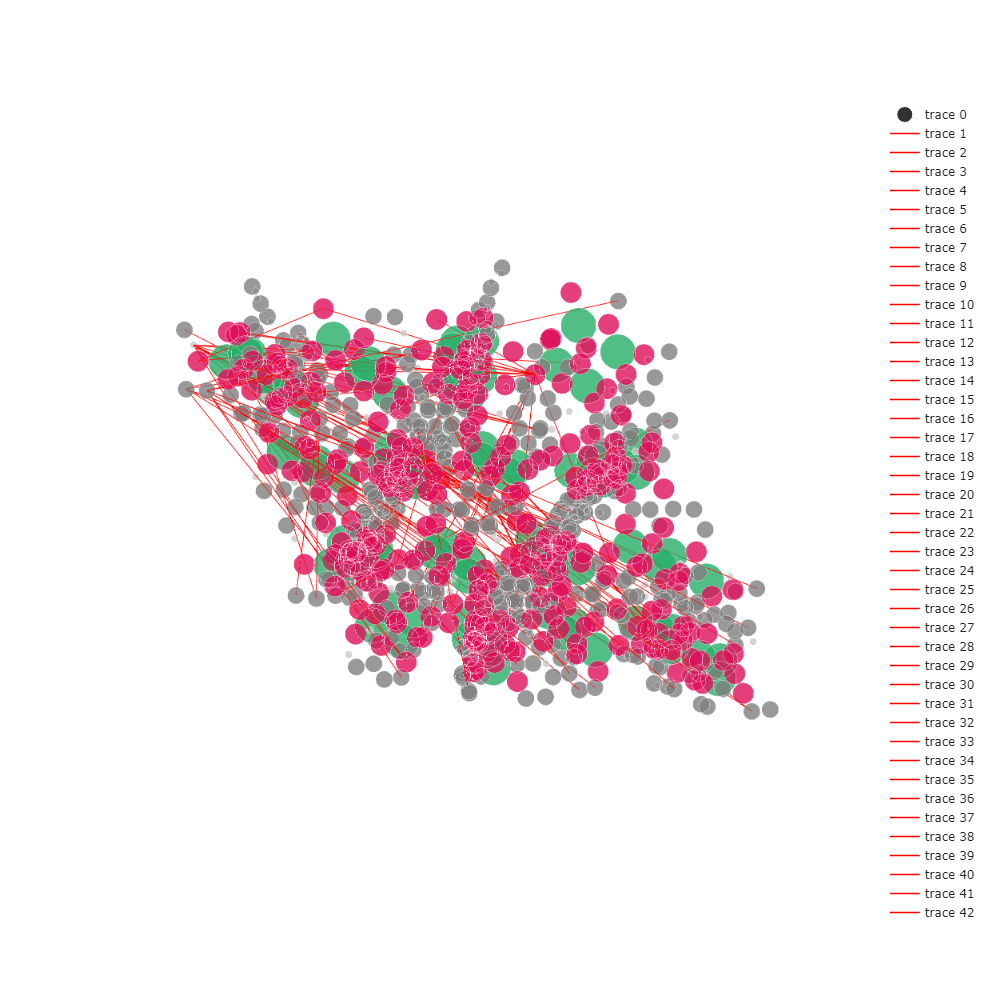 trace 0
trace 1
trace 2
trace 3
trace 4
trace 5
trace 6
trace 7
trace 8
trace 9
trace 10
trace 11
trace 12
trace 13
trace 14
trace 15
trace 16
trace 17
trace 18
trace 19
trace 20
trace 21
trace 22
trace 23
trace 24
trace 25
trace 26
trace 27
trace 28
trace 29
trace 30
trace 31
trace 32
trace 33
trace 34
trace 35
trace 36
trace 37
trace 38
trace 39
trace 40
trace 41
trace 42